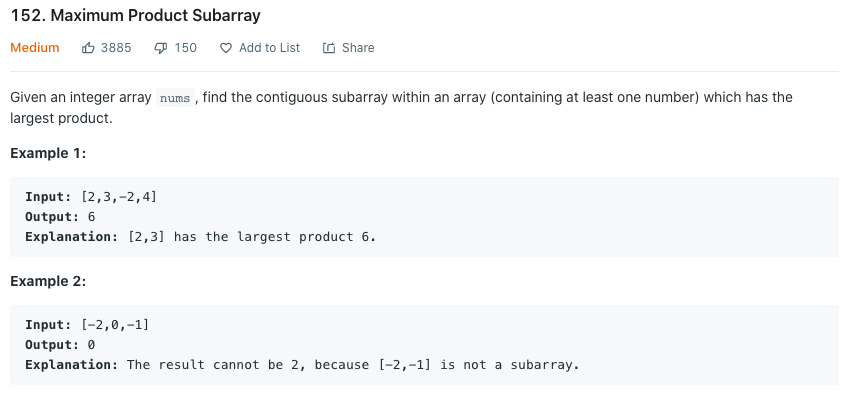 152. Maximum Product Subarray
Medium 3885 150 Add to List Share
Given an integer array nums , find the contiguous subarray within an array (containing at least one number) which has the
largest product.
Example 1:
Input: [2,3,-2,4]
Output: 6
Explanation: [2,3] has the largest product 6.
Example 2:
Input: [-2,0,-1]
Output: 0
Explanation: The result cannot be 2, because [-2,-1] is not a subarray.